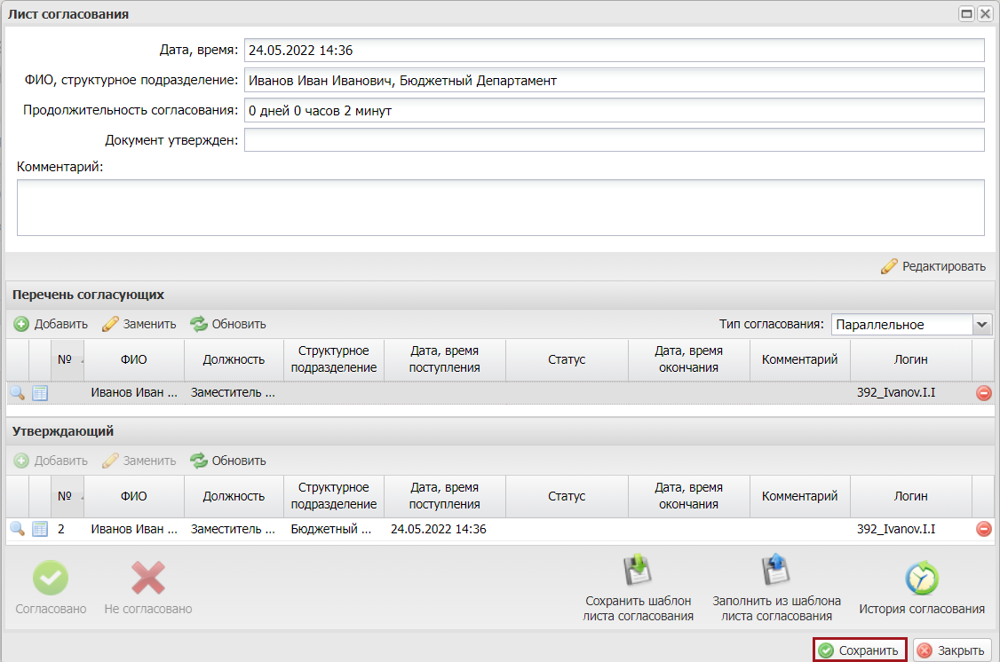 Лист согласования
Дата, время: 24.05.2022 14:36
ФИО, структурное подразделение: Иванов Иван Иванович, Бюджетный Департамент
Продолжительность согласования: 0 дней 0 часов 2 минут
Документ утвержден:
Комментарий:
Редактировать
Перечень согласующих
Добавить Заменить Обновить Тип согласования: Параллельное
№ ФИО Должность Структурное подразделение Дата, время поступления Статус Дата, время окончания Комментарий Логин
Иванов Иван ... Заместитель ... 392_Ivanov.I.I
Утверждающий
Добавить Заменить Обновить
№ ФИО Должность Структурное подразделение Дата, время поступления Статус Дата, время окончания Комментарий Логин
2 Иванов Иван ... Заместитель ... Бюджетный ... 24.05.2022 14:36 392_Ivanov.I.I
Согласовано Не согласовано Сохранить шаблон листа согласования Заполнить из шаблона листа согласования История согласования
Сохранить Закрыть